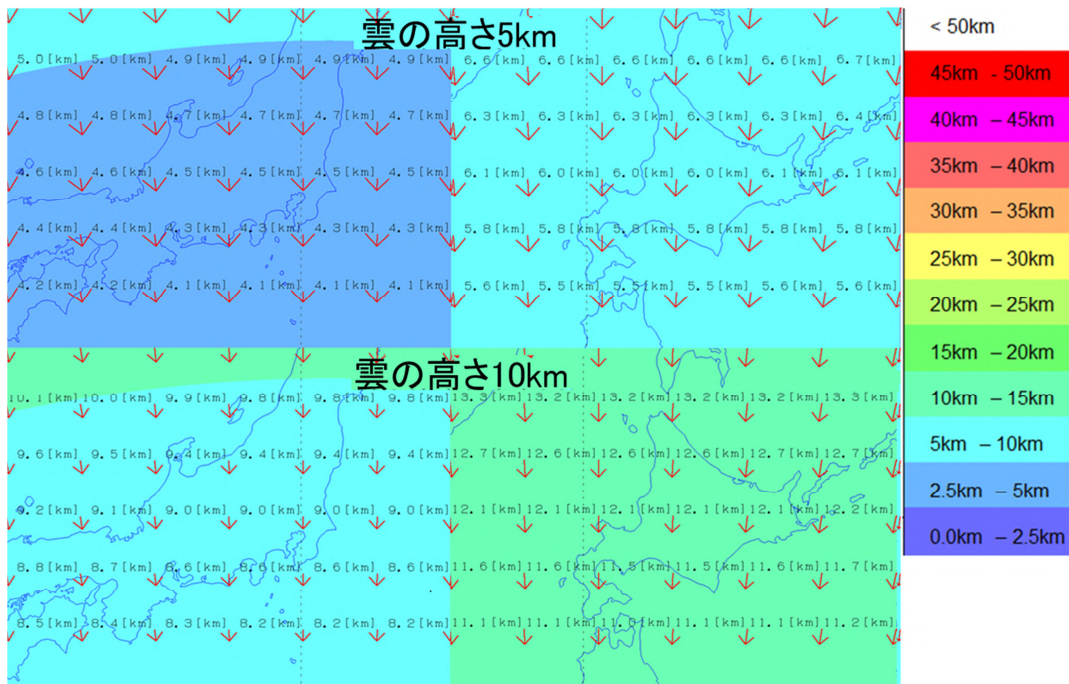 雲の高さ5km
5.0[km] 5.0[km] 4.9[km] 4.9[km] 4.9[km] 4.9[km] 6.6[km] 6.6[km] 6.6[km] 6.6[km] 6.6[km] 6.7[km]
4.8[km] 4.8[km] 4.7[km] 4.7[km] 4.7[km] 4.7[km] 6.3[km] 6.3[km] 6.3[km] 6.3[km] 6.3[km] 6.4[km]
4.6[km] 4.6[km] 4.5[km] 4.5[km] 4.5[km] 4.5[km] 6.1[km] 6.0[km] 6.0[km] 6.0[km] 6.1[km] 6.1[km]
4.4[km] 4.4[km] 4.3[km] 4.3[km] 4.3[km] 4.3[km] 5.8[km] 5.8[km] 5.8[km] 5.8[km] 5.8[km] 5.8[km]
4.2[km] 4.2[km] 4.1[km] 4.1[km] 4.1[km] 4.1[km] 5.6[km] 5.5[km] 5.5[km] 5.5[km] 5.5[km] 5.6[km]
雲の高さ10km
10.1[km] 10.0[km] 9.9[km] 9.8[km] 9.8[km] 9.8[km] 13.3[km] 13.2[km] 13.2[km] 13.2[km] 13.2[km] 13.3[km]
9.6[km] 9.5[km] 9.4[km] 9.4[km] 9.4[km] 9.4[km] 12.7[km] 12.6[km] 12.6[km] 12.6[km] 12.7[km] 12.7[km]
9.2[km] 9.1[km] 9.0[km] 9.0[km] 9.0[km] 9.0[km] 12.1[km] 12.1[km] 12.1[km] 12.1[km] 12.1[km] 12.2[km]
8.8[km] 8.7[km] 8.6[km] 8.6[km] 8.6[km] 8.6[km] 11.6[km] 11.6[km] 11.5[km] 11.5[km] 11.6[km] 11.7[km]
8.5[km] 8.4[km] 8.3[km] 8.2[km] 8.2[km] 8.2[km] 11.1[km] 11.1[km] 11.0[km] 11.1[km] 11.1[km] 11.2[km]
< 50km
45km - 50km
40km – 45km
35km – 40km
30km – 35km
25km – 30km
20km – 25km
15km – 20km
10km – 15km
5km – 10km
2.5km – 5km
0.0km – 2.5km